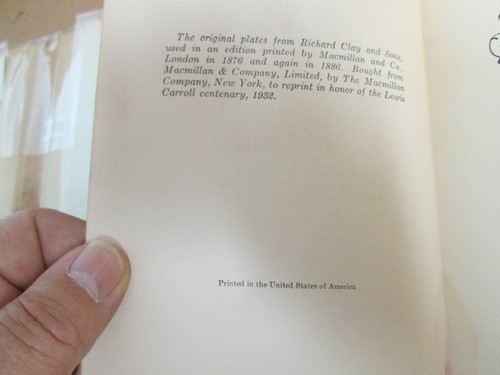 The original plates from Richard Clay and Sons,
used in an edition printed by Macmillan and Co.,
London in 1876 and again in 1886. Bought from
Macmillan & Company, Limited, by The Macmillan
Company, New York, to reprint in honor of the Lewis
Carroll centenary, 1932.
Printed in the United States of America